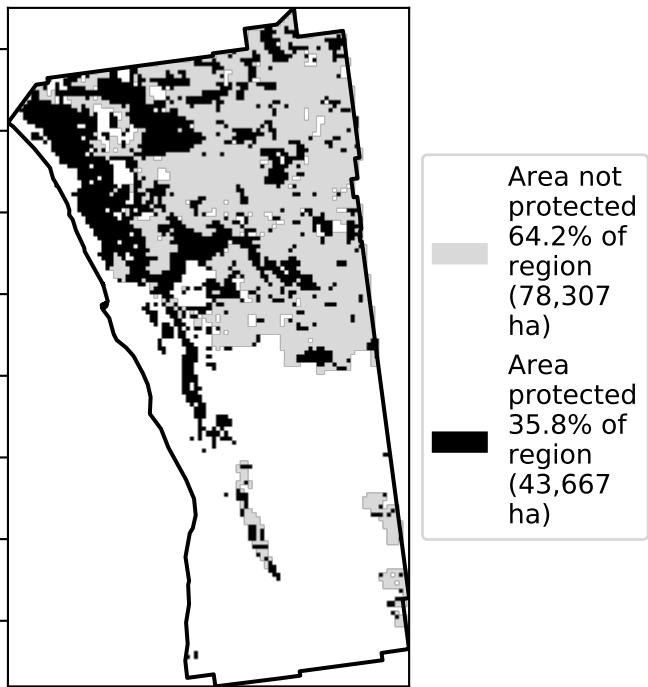 Area not
protected
64.2% of
region
(78,307
ha)
Area
protected
35.8% of
region
(43,667
ha)